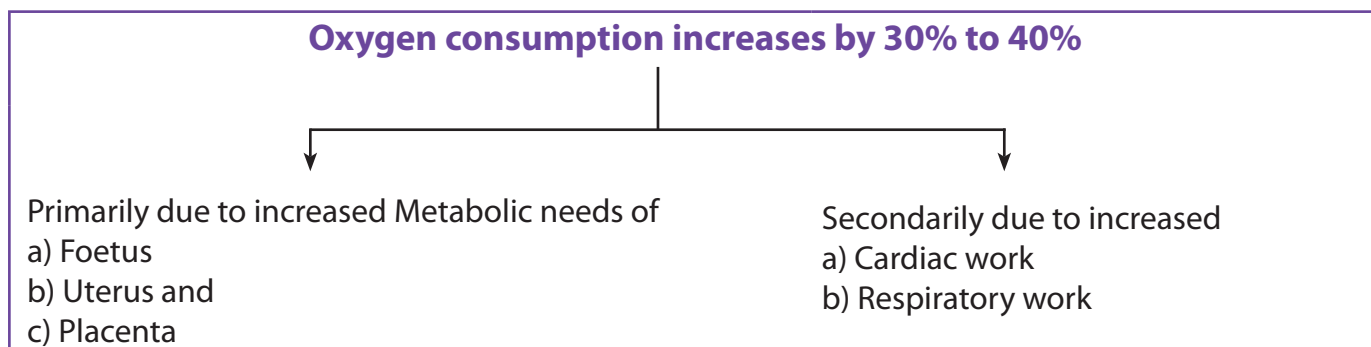 Oxygen consumption increases by 30% to 40%
Primarily due to increased Metabolic needs of
a) Foetus
b) Uterus and
c) Placenta
Secondarily due to increased
a) Cardiac work
b) Respiratory work